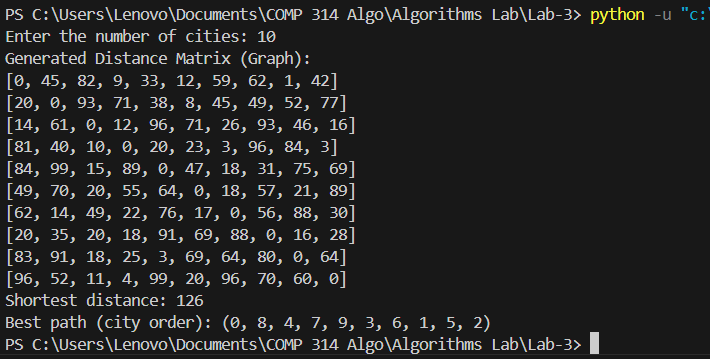 PS C:\Users\Lenovo\Documents\COMP 314 Algo\Algorithms Lab\Lab-3> python -u "c:\
Enter the number of cities: 10
Generated Distance Matrix (Graph):
[0, 45, 82, 9, 33, 12, 59, 62, 1, 42]
[20, 0, 93, 71, 38, 8, 45, 49, 52, 77]
[14, 61, 0, 12, 96, 71, 26, 93, 46, 16]
[81, 40, 10, 0, 20, 23, 3, 96, 84, 3]
[84, 99, 15, 89, 0, 47, 18, 31, 75, 69]
[49, 70, 20, 55, 64, 0, 18, 57, 21, 89]
[62, 14, 49, 22, 76, 17, 0, 56, 88, 30]
[20, 35, 20, 18, 91, 69, 88, 0, 16, 28]
[83, 91, 18, 25, 3, 69, 64, 80, 0, 64]
[96, 52, 11, 4, 99, 20, 96, 70, 60, 0]
Shortest distance: 126
Best path (city order): (0, 8, 4, 7, 9, 3, 6, 1, 5, 2)
PS C:\Users\Lenovo\Documents\COMP 314 Algo\Algorithms Lab\Lab-3>